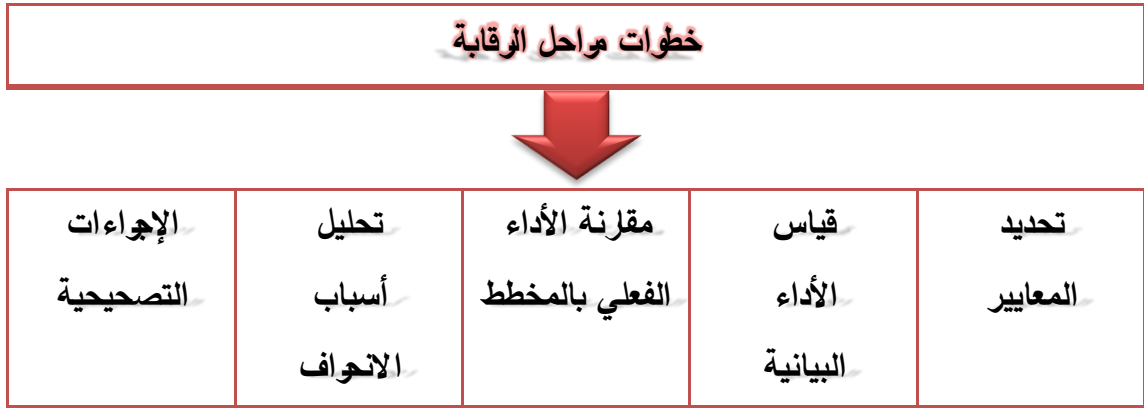 خطوات مراحل الرقابة
تحديد
المعايير
قياس
الأداء
البيانية
مقارنة الأداء
الفعلي بالمخطط
تحليل
أسباب
الانحراف
الإجراءات
التصحيحية